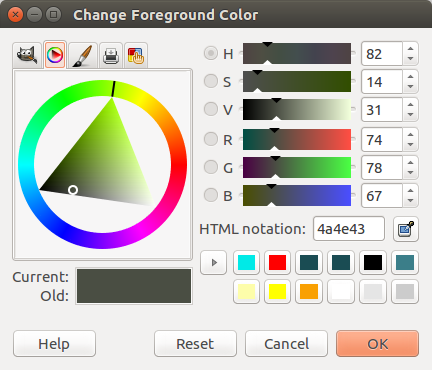 Change Foreground Color
H 82
S 14
V 31
R 74
G 78
B 67
HTML notation: 4a4e43
Current:
Old:
Help Reset Cancel OK